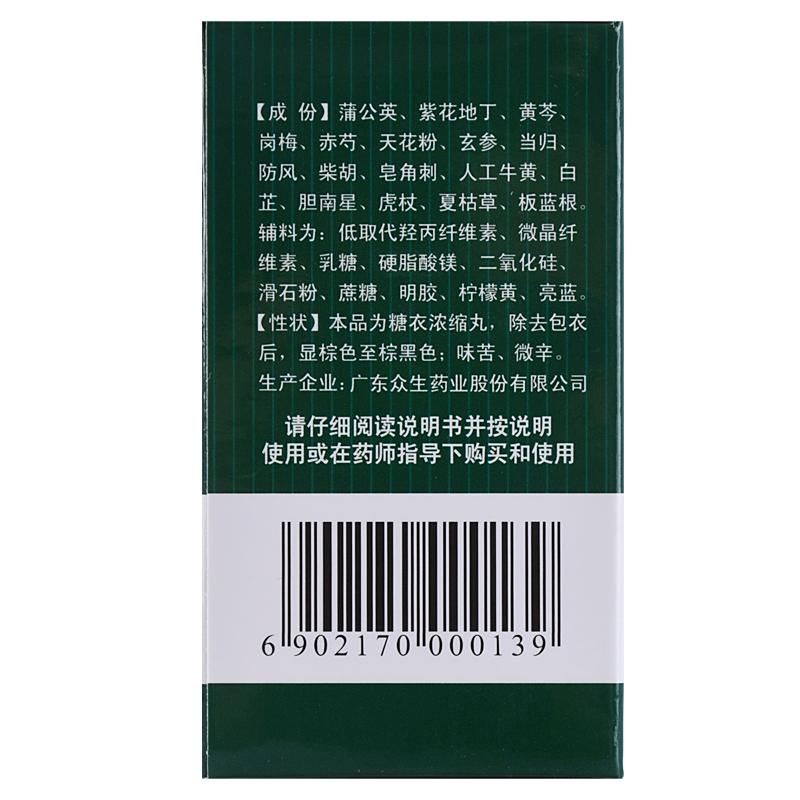 【成 份】蒲公英、紫花地丁、黄芩、
岗梅、赤芍、天花粉、玄参、当归、
防风、柴胡、皂角刺、人工牛黄、白
芷、胆南星、虎杖、夏枯草、板蓝根。
辅料为：低取代羟丙纤维素、微晶纤
维素、乳糖、硬脂酸镁、二氧化硅、
滑石粉、蔗糖、明胶、柠檬黄、亮蓝。
【性状】本品为糖衣浓缩丸，除去包衣
后，显棕色至棕黑色；味苦、微辛。
生产企业：广东众生药业股份有限公司
请仔细阅读说明书并按说明
使用或在药师指导下购买和使用
6 902170 000139